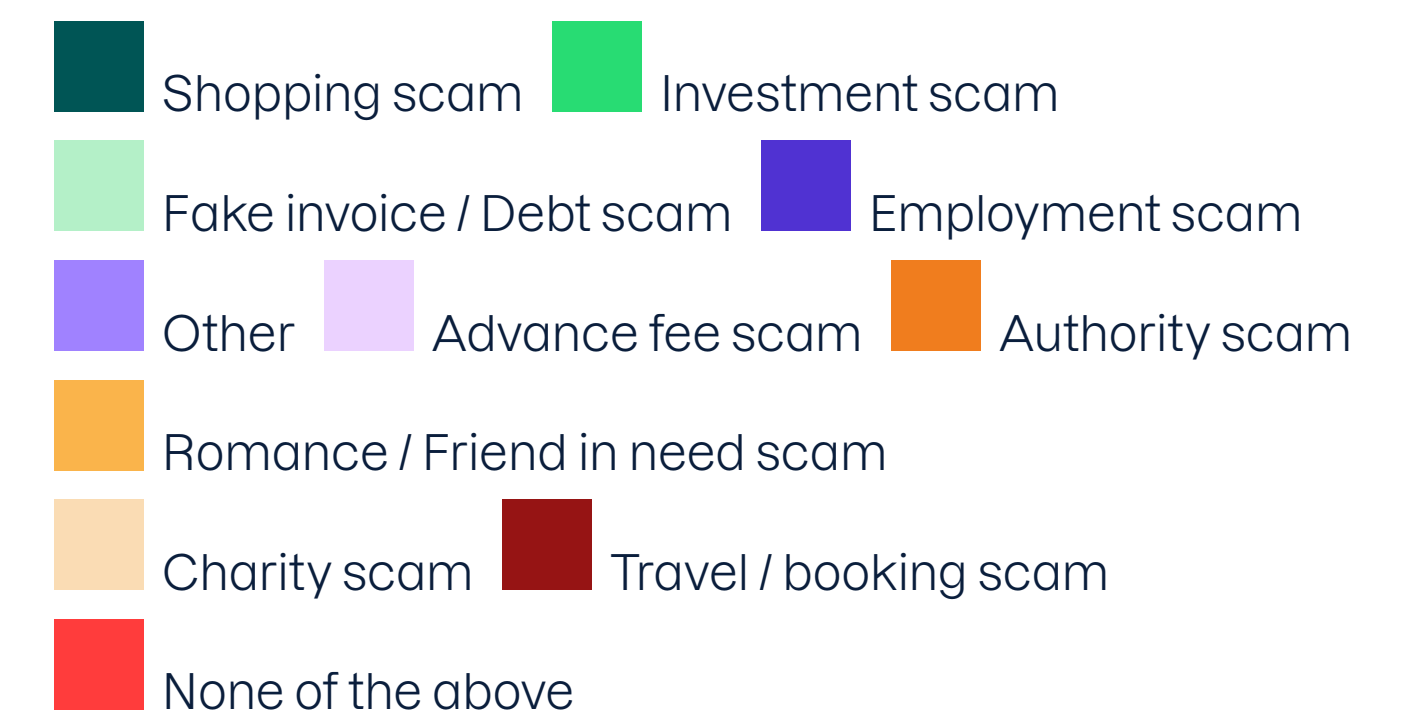 Shopping scam Investment scam
Fake invoice / Debt scam Employment scam
Other Advance fee scam Authority scam
Romance / Friend in need scam
Charity scam Travel / booking scam
None of the above